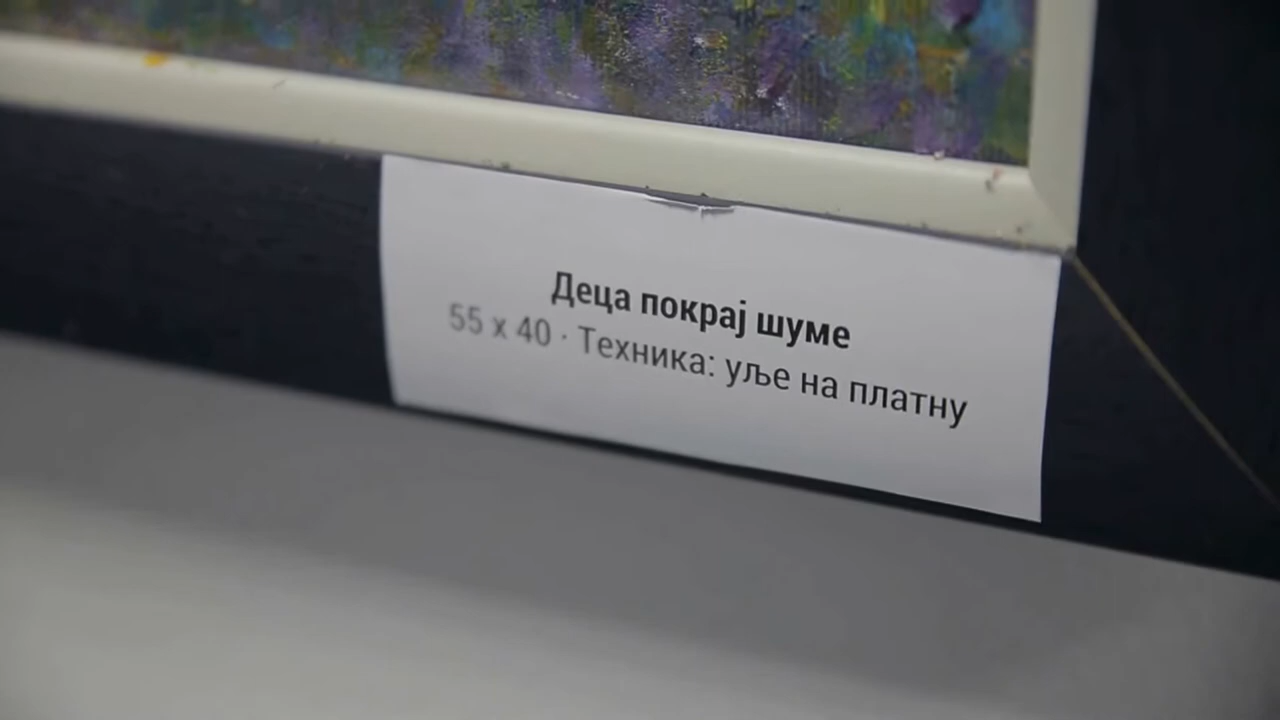 Деца покрај шуме
55 x 40 · Техника: уље на платну